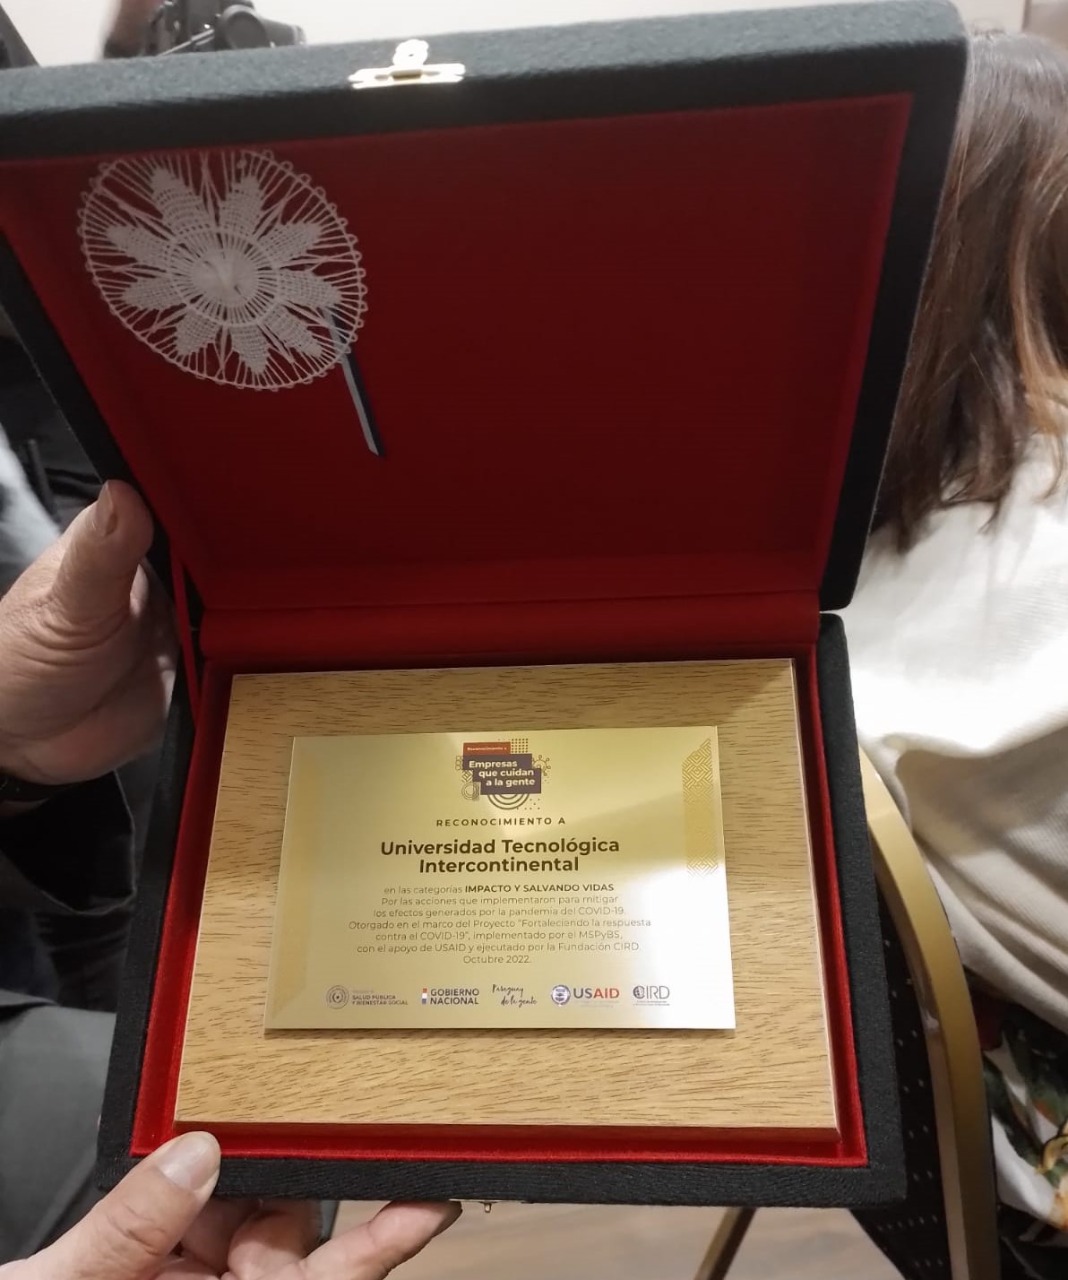 Reconocimiento a
Empresas
que cuidan
a la gente
RECONOCIMIENTO A
Universidad Tecnológica
Intercontinental
en las categorías IMPACTO Y SALVANDO VIDAS
Por las acciones que implementaron para mitigar
los efectos generados por la pandemia del COVID-19.
Otorgado en el marco del Proyecto "Fortaleciendo la respuesta
contra el COVID-19", implementado por el MSPyBS,
con el apoyo de USAID y ejecutado por la Fundación CIRD.
Octubre 2022.
SALUD PÚBLICA
Y BIENESTAR SOCIAL
GOBIERNO
NACIONAL
Paraguay
de la gente
USAID
CIRD